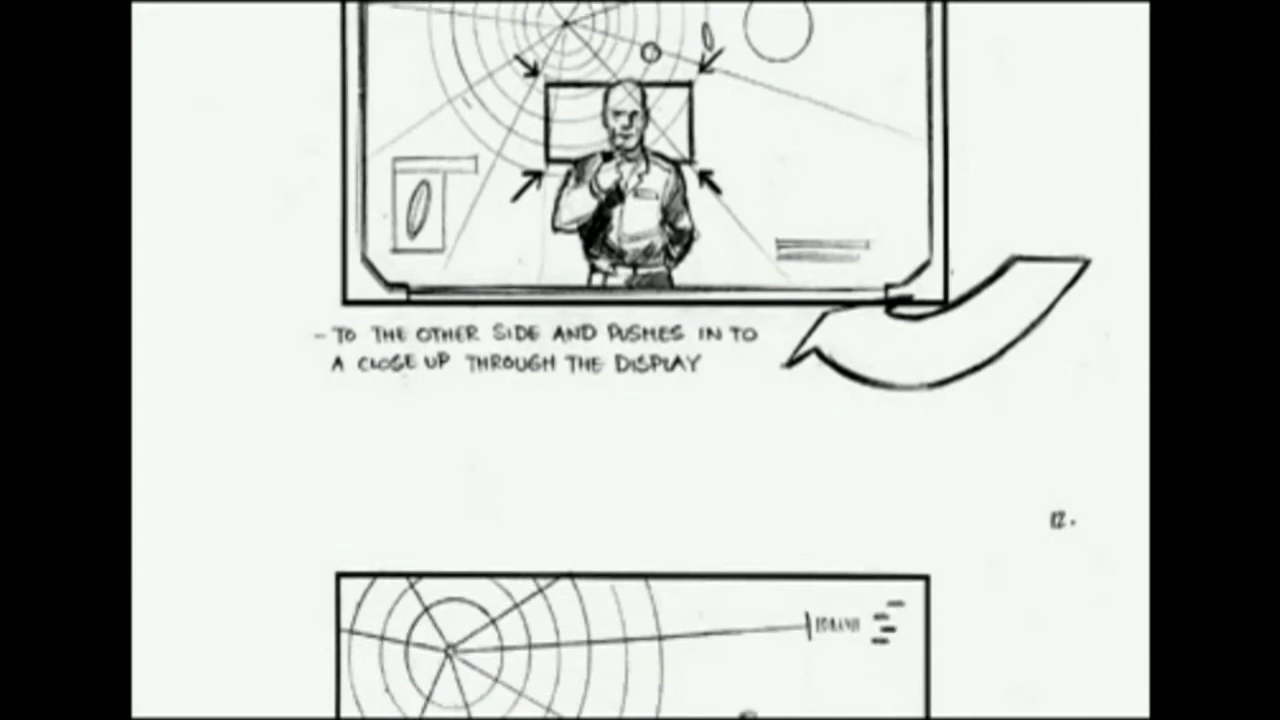 - TO THE OTHER SIDE AND PUSHES IN TO
A CLOSE UP THROUGH THE DISPLAY
12.